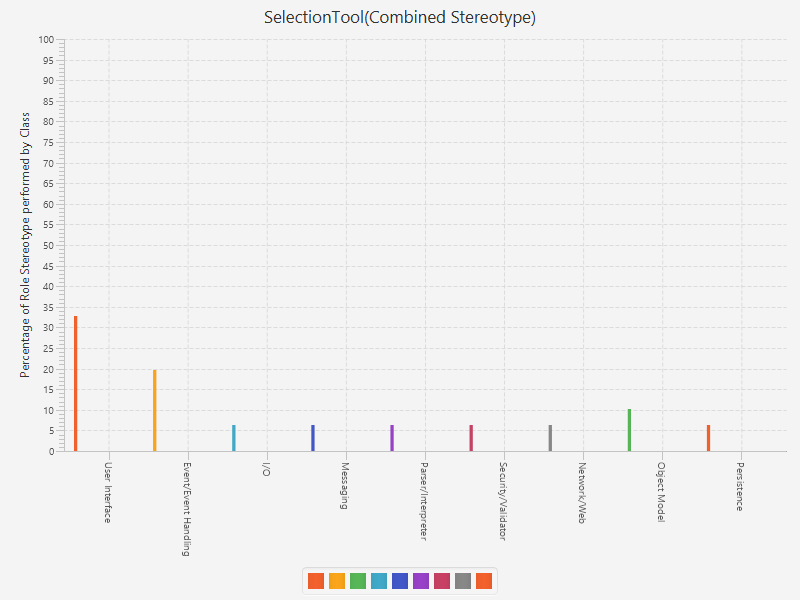 SelectionTool(Combined Stereotype)
Percentage of Role Stereotype performed by Class
100
95
90
85
80
75
70
65
60
55
50
45
40
35
30
25
20
15
10
5
0
User Interface
Event/Event Handling
I/O
Messaging
Parser/Interpreter
Security/Validator
Network/Web
Object Model
Persistence